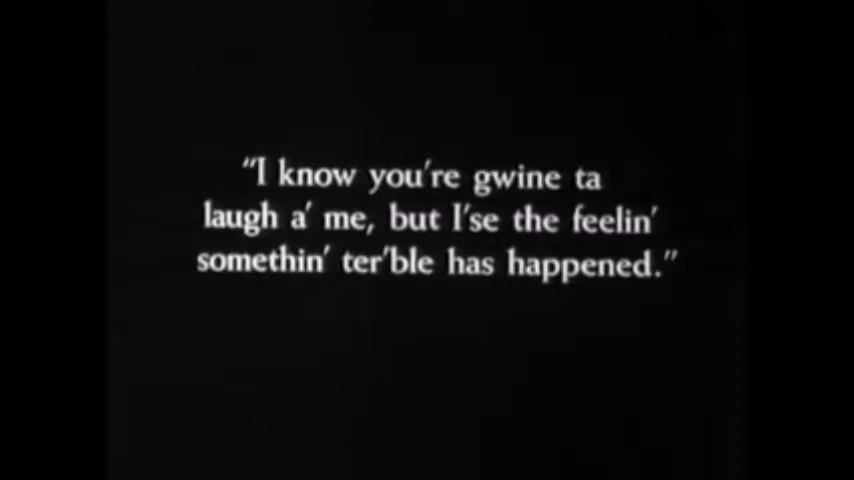 "I know you're gwine ta
laugh a' me, but I'se the feelin'
somethin' ter'ble has happened."